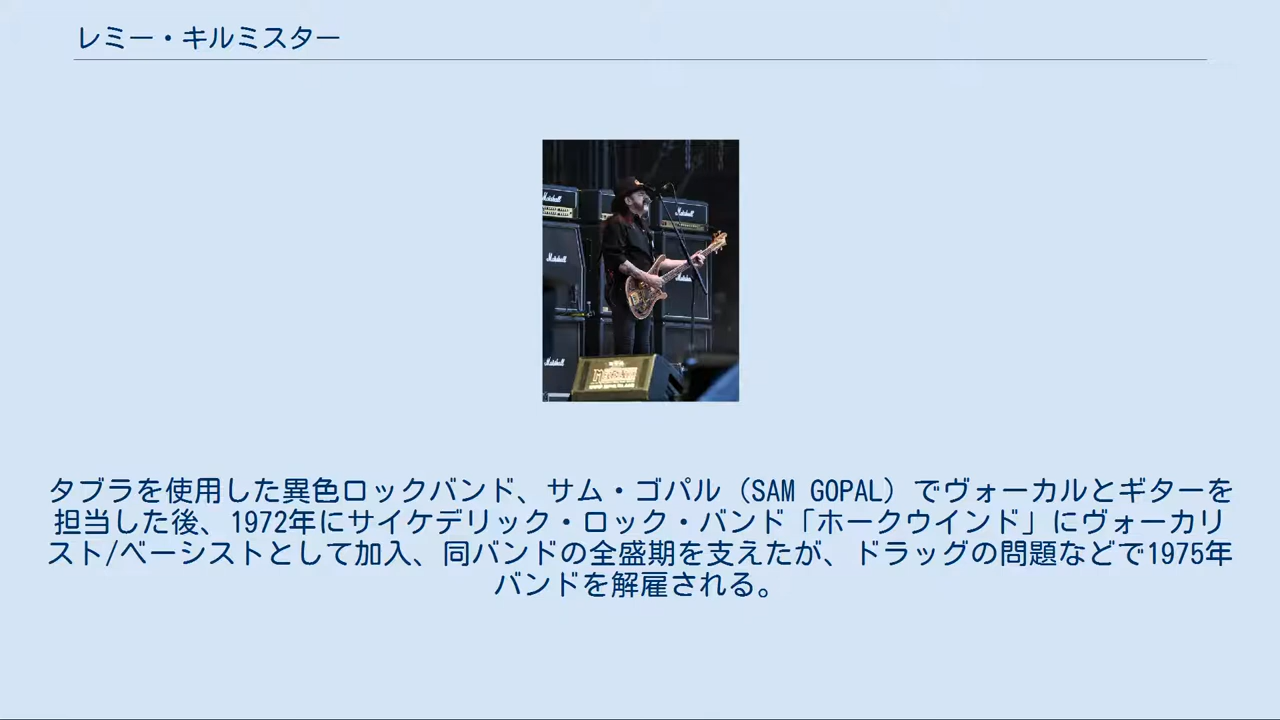 レミー・キルミスター
Marshall
Marshall
Marshall
Marshall
Marshall
タブラを使用した異色ロックバンド、サム・ゴパル（SAM GOPAL）でヴォーカルとギターを
担当した後、1972年にサイケデリック・ロック・バンド「ホークウインド」にヴォーカリ
スト/ベーシストとして加入、同バンドの全盛期を支えたが、ドラッグの問題などで1975年
バンドを解雇される。